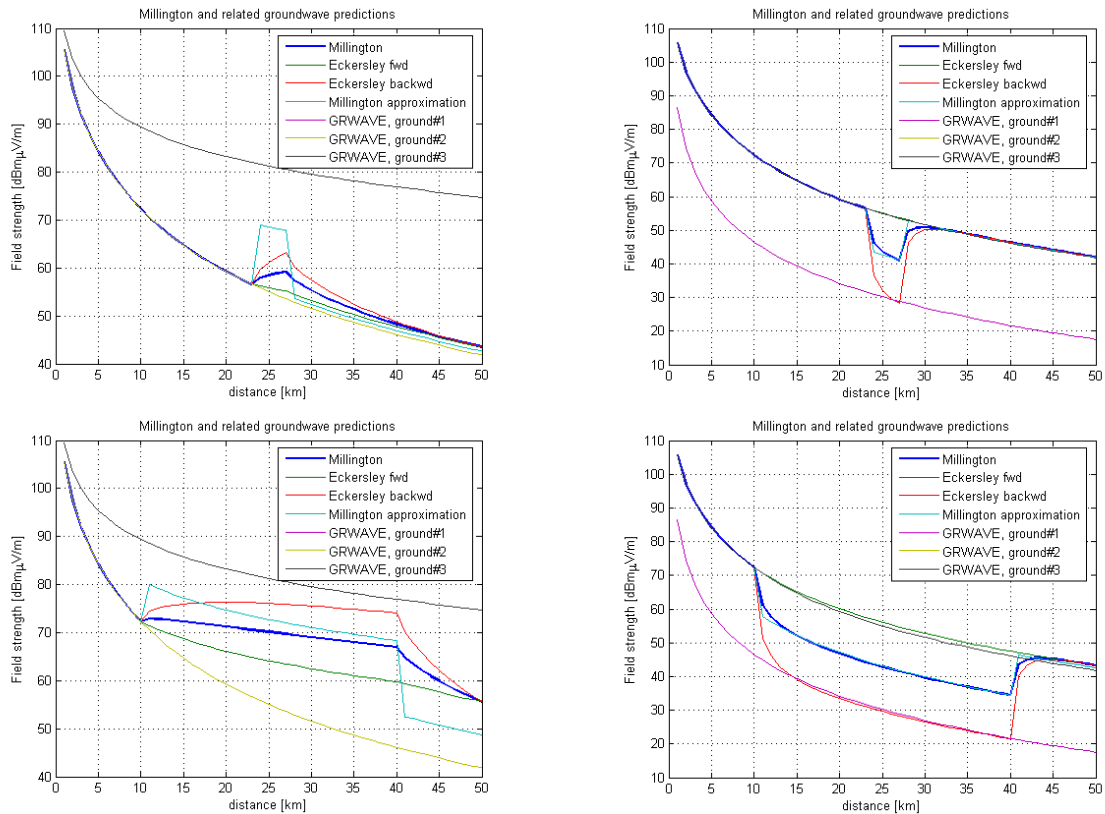 Millington and related groundwave predictions
Field strength [dBmµV/m]
110
100
90
80
70
60
50
40
Millington
Eckersley fwd
Eckersley backwd
Millington approximation
GRWAVE, ground#1
GRWAVE, ground#2
GRWAVE, ground#3
0 5 10 15 20 25 30 35 40 45 50
distance [km]
Millington and related groundwave predictions
Field strength [dBmµV/m]
110
100
90
80
70
60
50
40
30
20
10
Millington
Eckersley fwd
Eckersley backwd
Millington approximation
GRWAVE, ground#1
GRWAVE, ground#2
GRWAVE, ground#3
0 5 10 15 20 25 30 35 40 45 50
distance [km]
Millington and related groundwave predictions
Field strength [dBmµV/m]
110
100
90
80
70
60
50
40
Millington
Eckersley fwd
Eckersley backwd
Millington approximation
GRWAVE, ground#1
GRWAVE, ground#2
GRWAVE, ground#3
0 5 10 15 20 25 30 35 40 45 50
distance [km]
Millington and related groundwave predictions
Field strength [dBmµV/m]
110
100
90
80
70
60
50
40
30
20
10
Millington
Eckersley fwd
Eckersley backwd
Millington approximation
GRWAVE, ground#1
GRWAVE, ground#2
GRWAVE, ground#3
0 5 10 15 20 25 30 35 40 45 50
distance [km]